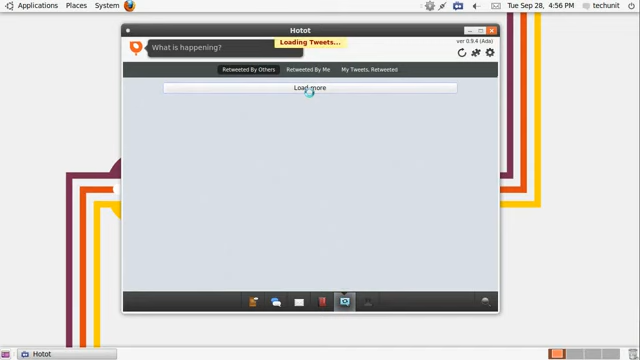 Applications Places System
Tue Sep 28, 4:56 PM techunit
Hotot
What is happening?
Loading Tweets...
ver 0.9.4 (Ada)
Retweeted By Others
Retweeted By Me
My Tweets, Retweeted
Load more
Hotot